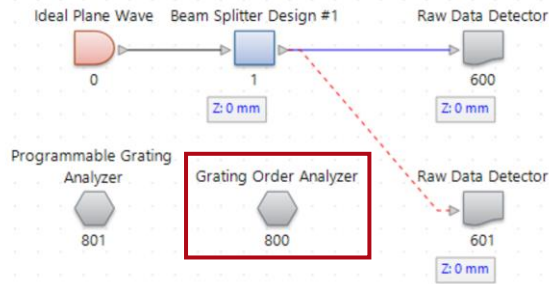 Ideal Plane Wave
Beam Splitter Design #1
Raw Data Detector
0
1
600
Z: 0 mm
Z: 0 mm
Programmable Grating
Analyzer
Grating Order Analyzer
Raw Data Detector
801
800
601
Z: 0 mm